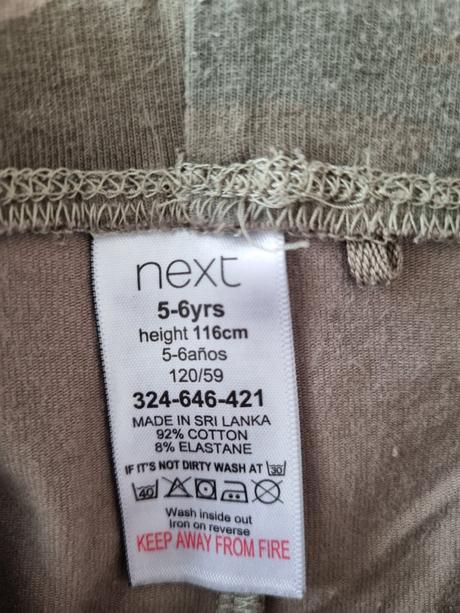 next
5-6yrs
height 116cm
5-6años
120/59
324-646-421
MADE IN SRI LANKA
92% COTTON
8% ELASTANE
IF IT'S NOT DIRTY WASH AT 30
40
Wash inside out
Iron on reverse
KEEP AWAY FROM FIRE